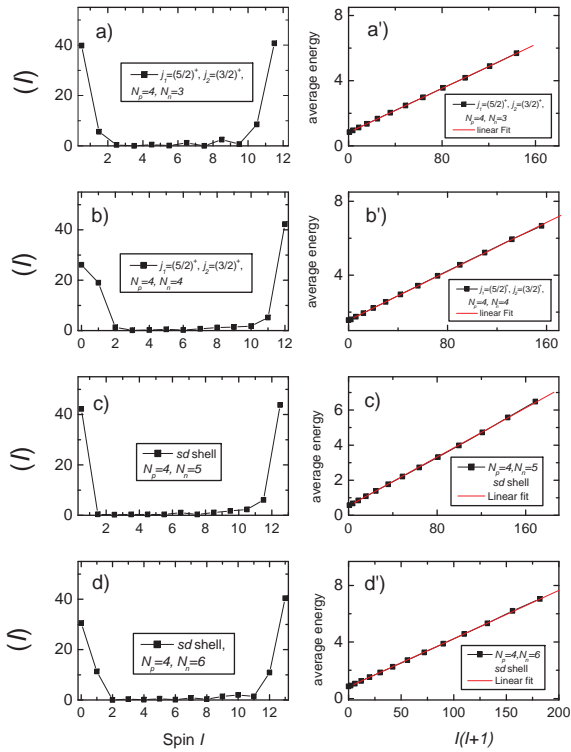 a)
j1=(5/2)+, j2=(3/2)+,
Np=4, Nn=3
(I)
40
20
0
0 2 4 6 8 10 12
a')
j1=(5/2)+, j2=(3/2)+,
Np=4, Nn=3
linear Fit
average energy
8
4
0
0 80 160
b)
j1=(5/2)+, j2=(3/2)+,
Np=4, Nn=4
(I)
40
20
0
0 2 4 6 8 10 12
b')
j1=(5/2)+, j2=(3/2)+,
Np=4, Nn=4
linear Fit
average energy
6
4
2
0 40 80 120 160
c)
sd shell
Np=4, Nn=5
(I)
40
20
0
2 4 6 8 10 12
c)
Np=4,Nn=5
sd shell
Linear fit
average energy
6
4
2
0
0 80 160
d)
sd shell,
Np=4, Nn=6
(I)
40
20
0
0 2 4 6 8 10 12
Spin I
d')
Np=4,Nn=6
sd shell
Linear fit
average energy
8
4
0
0 50 100 150 200
I(I+1)